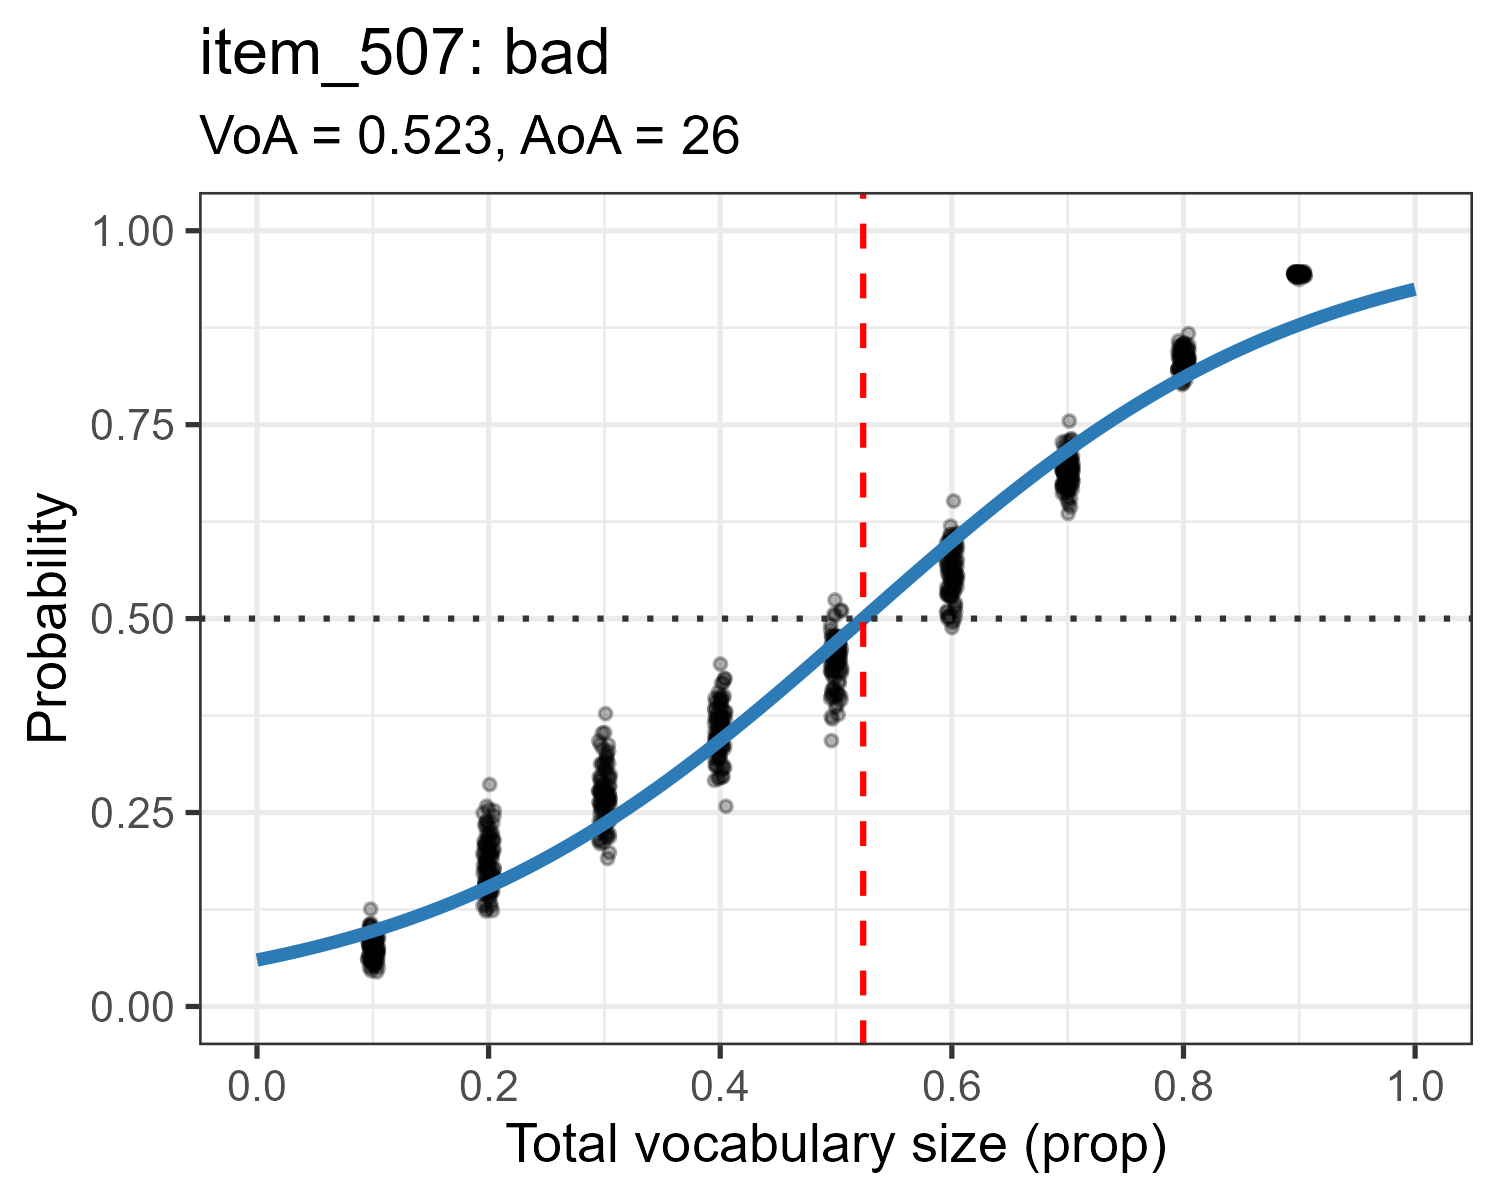 item_507: bad
VoA = 0.523, AoA = 26
Probability
1.00
0.75
0.50
0.25
0.00
0.0 0.2 0.4 0.6 0.8 1.0
Total vocabulary size (prop)